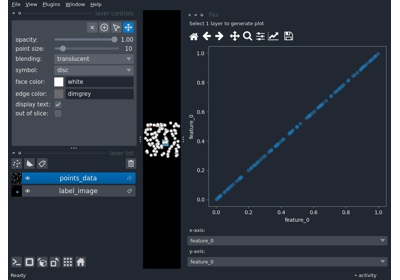 File View Plugins Window Help
layer controls
opacity: 1.00
point size: 10
blending: translucent
symbol: disc
face color: white
edge color: dimgrey
display text:
out of slice:
layer list
points_data
label_image
Ready
Select 1 layer to generate plot
1.0
0.8
0.6
0.4
0.2
0.0
feature_0
0.0 0.2 0.4 0.6 0.8 1.0
feature_0
x-axis:
feature_0
y-axis:
feature_0
activity